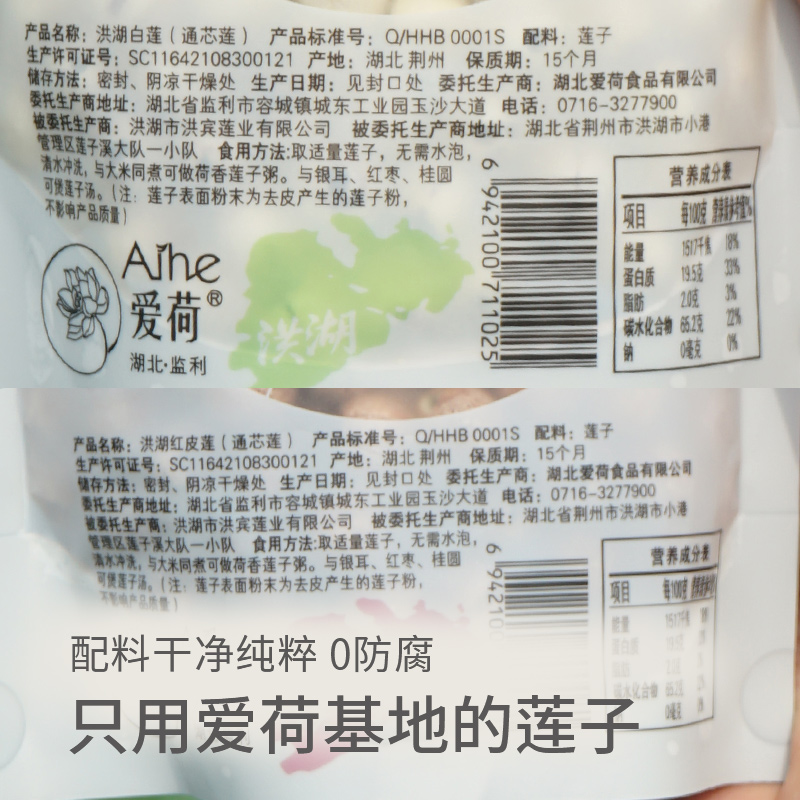 产品名称：洪湖白莲（通芯莲） 产品标准号：Q/HHB 0001S 配料：莲子
生产许可证号：SC11642108300121 产地：湖北 荆州 保质期：15个月
储存方法：密封、阴凉干燥处 生产日期：见封口处 委托生产商：湖北爱荷食品有限公司
委托生产商地址：湖北省监利市容城镇城东工业园玉沙大道 电话：0716-3277900
被委托生产商：洪湖市洪宾莲业有限公司 被委托生产商地址：湖北省荆州市洪湖市小港
管理区莲子溪大队一小队 食用方法:取适量莲子，无需水泡，
清水冲洗，与大米同煮可做荷香莲子粥。与银耳、红枣、桂圆
可煲莲子汤。（注：莲子表面粉末为去皮产生的莲子粉，
不影响产品质量）
Aihe
爱荷®
湖北·监利
洪湖
6 942100 711025
营养成分表
项目 每100克
能量 1517千焦 18%
蛋白质 19.5克 33%
脂肪 2.0克 3%
碳水化合物 65.2克 22%
钠 0毫克 0%
产品名称：洪湖红皮莲（通芯莲） 产品标准号：Q/HHB 0001S 配料：莲子
生产许可证号：SC11642108300121 产地：湖北 荆州 保质期：15个月
储存方法：密封、阴凉干燥处 生产日期：见封口处 委托生产商：湖北爱荷食品有限公司
委托生产商地址：湖北省监利市容城镇城东工业园玉沙大道 电话：0716-3277900
被委托生产商：洪湖市洪宾莲业有限公司 被委托生产商地址：湖北省荆州市洪湖市小港
管理区莲子溪大队一小队 食用方法:取适量莲子，无需水泡，
清水冲洗，与大米同煮可做荷香莲子粥。与银耳、红枣、桂圆
可煲莲子汤。（注：莲子表面粉末为去皮产生的莲子粉，
不影响产品质量）
6 94210
营养成分表
项目 每100克
能量
蛋白质
碳水化合物
配料干净纯粹 0防腐
只用爱荷基地的莲子